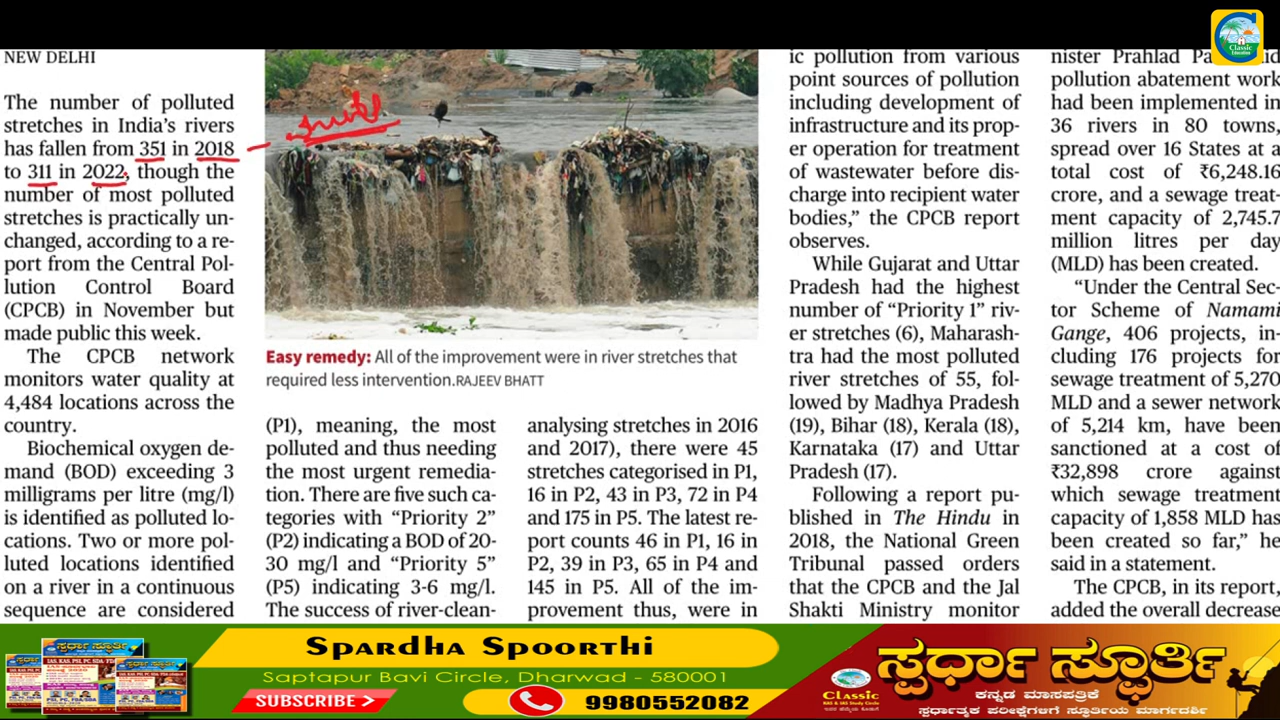 Classic
Education
NEW DELHI
The number of polluted
stretches in India's rivers
has fallen from 351 in 2018
to 311 in 2022, though the
number of most polluted
stretches is practically un-
changed, according to a re-
port from the Central Pol-
lution Control Board
(CPCB) in November but
made public this week.
The CPCB network
monitors water quality at
4,484 locations across the
country.
Biochemical oxygen de-
mand (BOD) exceeding 3
milligrams per litre (mg/l)
is identified as polluted lo-
cations. Two or more pol-
luted locations identified
on a river in a continuous
sequence are considered
Easy remedy: All of the improvement were in river stretches that
required less intervention.RAJEEV BHATT
(P1), meaning, the most
polluted and thus needing
the most urgent remedia-
tion. There are five such ca-
tegories with “Priority 2”
(P2) indicating a BOD of 20-
30 mg/l and “Priority 5”
(P5) indicating 3-6 mg/l.
The success of river-clean-
analysing stretches in 2016
and 2017), there were 45
stretches categorised in P1,
16 in P2, 43 in P3, 72 in P4
and 175 in P5. The latest re-
port counts 46 in P1, 16 in
P2, 39 in P3, 65 in P4 and
145 in P5. All of the im-
provement thus, were in
ic pollution from various
point sources of pollution
including development of
infrastructure and its prop-
er operation for treatment
of wastewater before dis-
charge into recipient water
bodies,” the CPCB report
observes.
While Gujarat and Uttar
Pradesh had the highest
number of “Priority 1” riv-
er stretches (6), Maharash-
tra had the most polluted
river stretches of 55, fol-
lowed by Madhya Pradesh
(19), Bihar (18), Kerala (18),
Karnataka (17) and Uttar
Pradesh (17).
Following a report pu-
blished in The Hindu in
2018, the National Green
Tribunal passed orders
that the CPCB and the Jal
Shakti Ministry monitor
nister Prahlad
pollution abatement work
had been implemented in
36 rivers in 80 towns,
spread over 16 States at a
total cost of ₹6,248.16
crore, and a sewage treat-
ment capacity of 2,745.7
million litres per day
(MLD) has been created.
“Under the Central Sec-
tor Scheme of Namami
Gange, 406 projects, in-
cluding 176 projects for
sewage treatment of 5,270
MLD and a sewer network
of 5,214 km, have been
sanctioned at a cost of
₹32,898 crore against
which sewage treatment
capacity of 1,858 MLD has
been created so far,” he
said in a statement.
The CPCB, in its report,
added the overall decrease
Spardha Spoorthi
Saptapur Bavi Circle, Dharwad - 580001
SUBSCRIBE
9980552082
ಸ್ಪರ್ಧಾ ಸ್ಫೂರ್ತಿ
ಕನ್ನಡ ಮಾಸಪತ್ರಿಕೆ
ಸ್ಪರ್ಧಾತ್ಮಕ ಪರೀಕ್ಷೆಗಳಿಗೆ ಸ್ಫೂರ್ತಿಯ ಮಾರ್ಗದರ್ಶಿ
Classic
KAS & IAS Study Circle